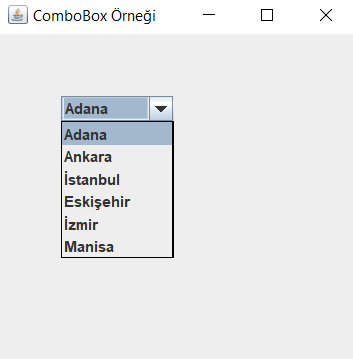 ComboBox Örneği
Adana
Adana
Ankara
İstanbul
Eskişehir
İzmir
Manisa